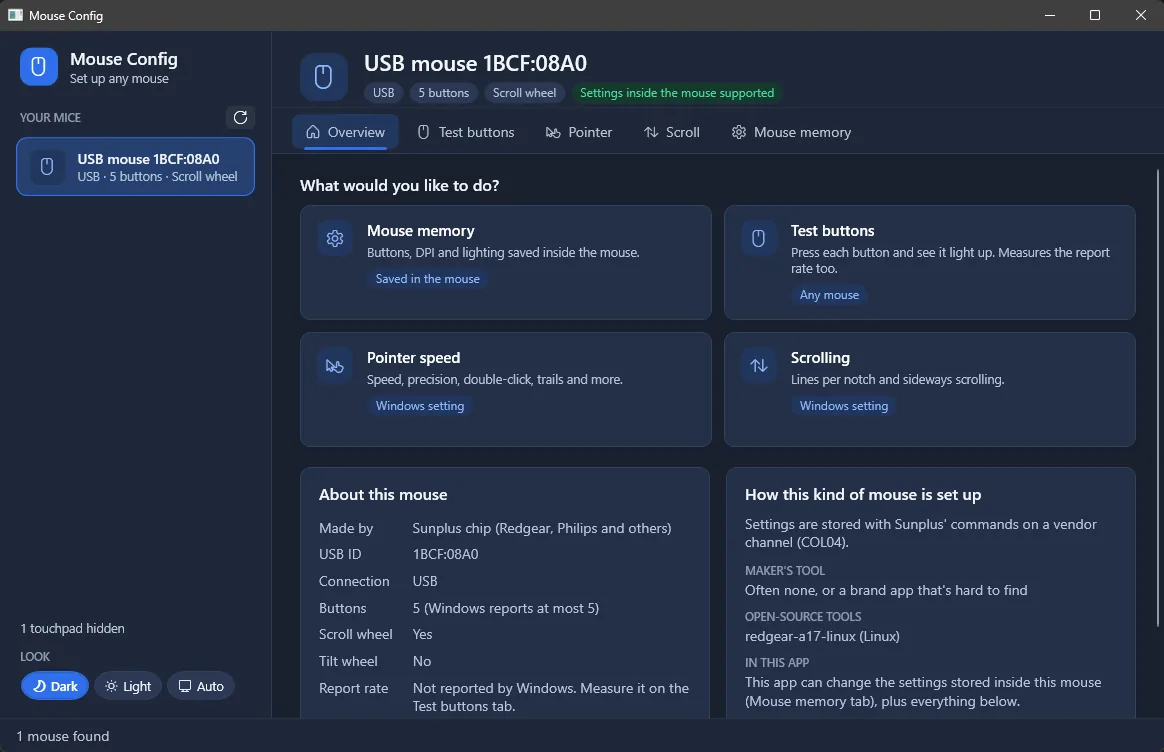 Mouse Config
Mouse Config
Set up any mouse
YOUR MICE
USB mouse 1BCF:08A0
USB · 5 buttons · Scroll wheel
1 touchpad hidden
LOOK
Dark
Light
Auto
USB mouse 1BCF:08A0
USB
5 buttons
Scroll wheel
Settings inside the mouse supported
Overview
Test buttons
Pointer
Scroll
Mouse memory
What would you like to do?
Mouse memory
Buttons, DPI and lighting saved inside the mouse.
Saved in the mouse
Test buttons
Press each button and see it light up. Measures the report
rate too.
Any mouse
Pointer speed
Speed, precision, double-click, trails and more.
Windows setting
Scrolling
Lines per notch and sideways scrolling.
Windows setting
About this mouse
Made by Sunplus chip (Redgear, Philips and others)
USB ID 1BCF:08A0
Connection USB
Buttons 5 (Windows reports at most 5)
Scroll wheel Yes
Tilt wheel No
Report rate Not reported by Windows. Measure it on the
Test buttons tab.
How this kind of mouse is set up
Settings are stored with Sunplus' commands on a vendor
channel (COL04).
MAKER'S TOOL
Often none, or a brand app that's hard to find
OPEN-SOURCE TOOLS
redgear-a17-linux (Linux)
IN THIS APP
This app can change the settings stored inside this mouse
(Mouse memory tab), plus everything below.
1 mouse found